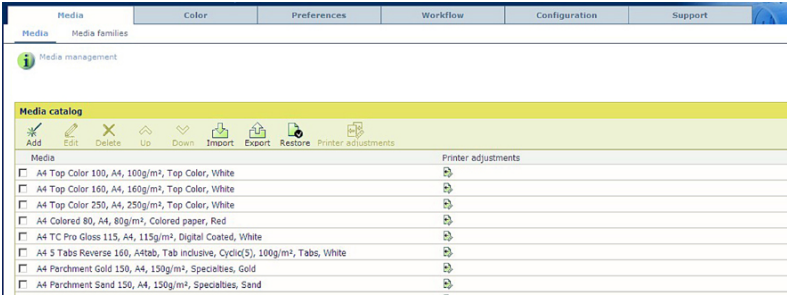 Media Color Preferences Workflow Configuration Support
Media Media families
Media management
Media catalog
Add Edit Delete Up Down Import Export Restore Printer adjustments
Media Printer adjustments
A4 Top Color 100, A4, 100g/m², Top Color, White
A4 Top Color 160, A4, 160g/m², Top Color, White
A4 Top Color 250, A4, 250g/m², Top Color, White
A4 Colored 80, A4, 80g/m², Colored paper, Red
A4 TC Pro Gloss 115, A4, 115g/m², Digital Coated, White
A4 5 Tabs Reverse 160, A4tab, Tab inclusive, Cyclic(5), 100g/m², Tabs, White
A4 Parchment Gold 150, A4, 150g/m², Specialties, Gold
A4 Parchment Sand 150, A4, 150g/m², Specialties, Sand